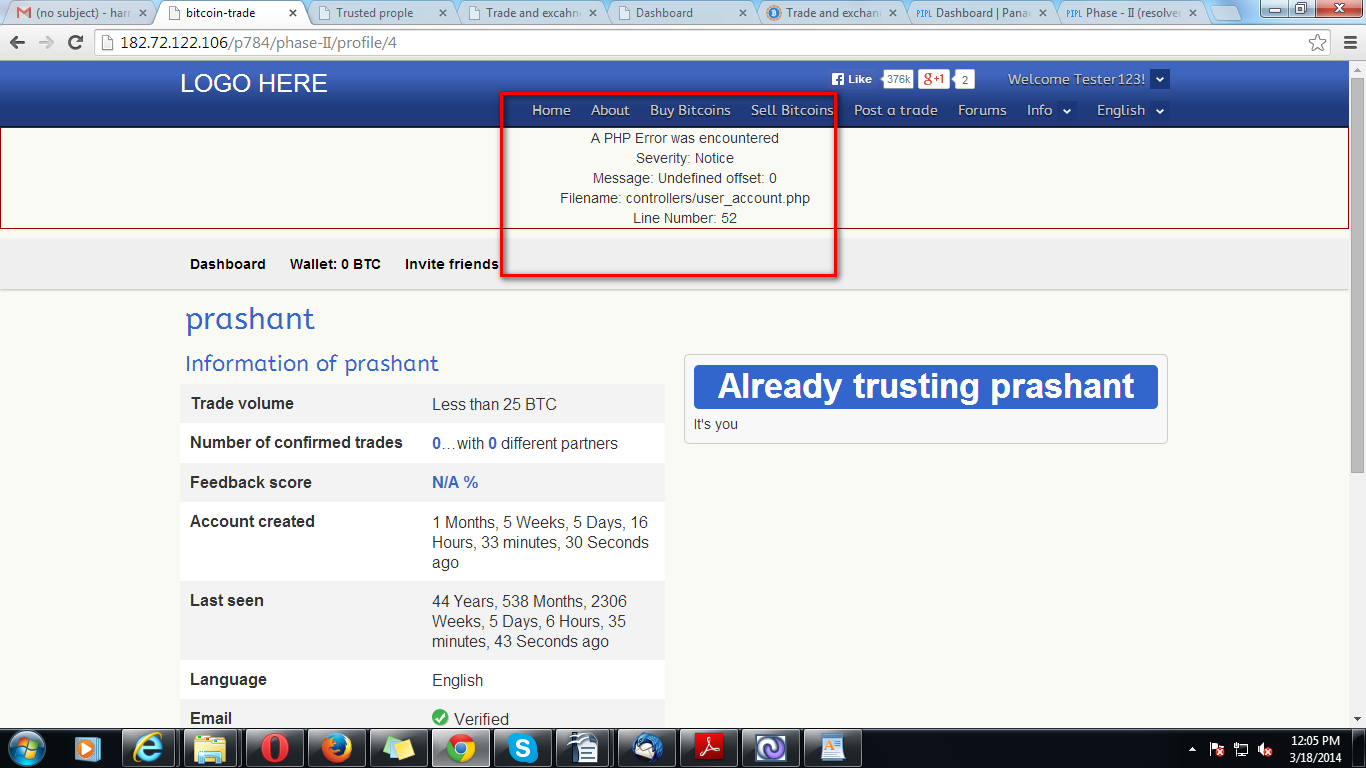 (no subject) - harr
bitcoin-trade
Trusted prople
Trade and excahn
Dashboard
Trade and exchan
PIPL Dashboard | Panac
PIPL Phase - II (resolve
182.72.122.106/p784/phase-II/profile/4
LOGO HERE
Like 376k
g+1 2
Welcome Tester123!
Home About Buy Bitcoins Sell Bitcoins Post a trade Forums Info English
A PHP Error was encountered
Severity: Notice
Message: Undefined offset: 0
Filename: controllers/user_account.php
Line Number: 52
Dashboard Wallet: 0 BTC Invite friends
prashant
Information of prashant
Trade volume Less than 25 BTC
Number of confirmed trades 0…with 0 different partners
Feedback score N/A %
Account created 1 Months, 5 Weeks, 5 Days, 16
Hours, 33 minutes, 30 Seconds
ago
Last seen 44 Years, 538 Months, 2306
Weeks, 5 Days, 6 Hours, 35
minutes, 43 Seconds ago
Language English
Email Verified
Already trusting prashant
It's you
12:05 PM
3/18/2014